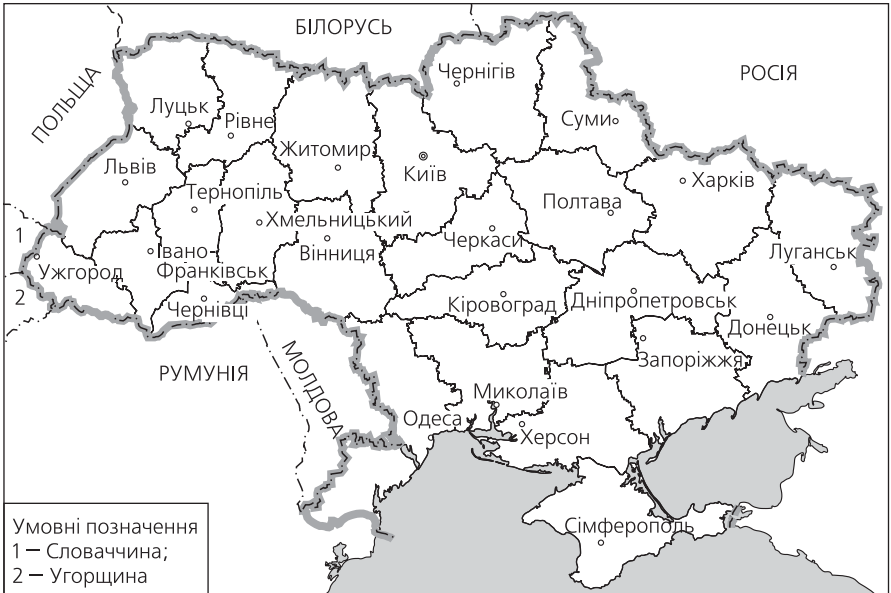 БІЛОРУСЬ
ПОЛЬЩА
РОСІЯ
Чернігів
Луцьк
Рівне
Суми
Житомир
Київ
Львів
Тернопіль
Харків
Полтава
Хмельницький
Черкаси
Вінниця
1
Ужгород
Івано-
Франківськ
Луганськ
2
Чернівці
Кіровоград
Дніпропетровськ
Донецьк
Запоріжжя
РУМУНІЯ
МОЛДОВА
Миколаїв
Одеса
Херсон
Сімферополь
Умовні позначення
1 – Словаччина;
2 – Угорщина